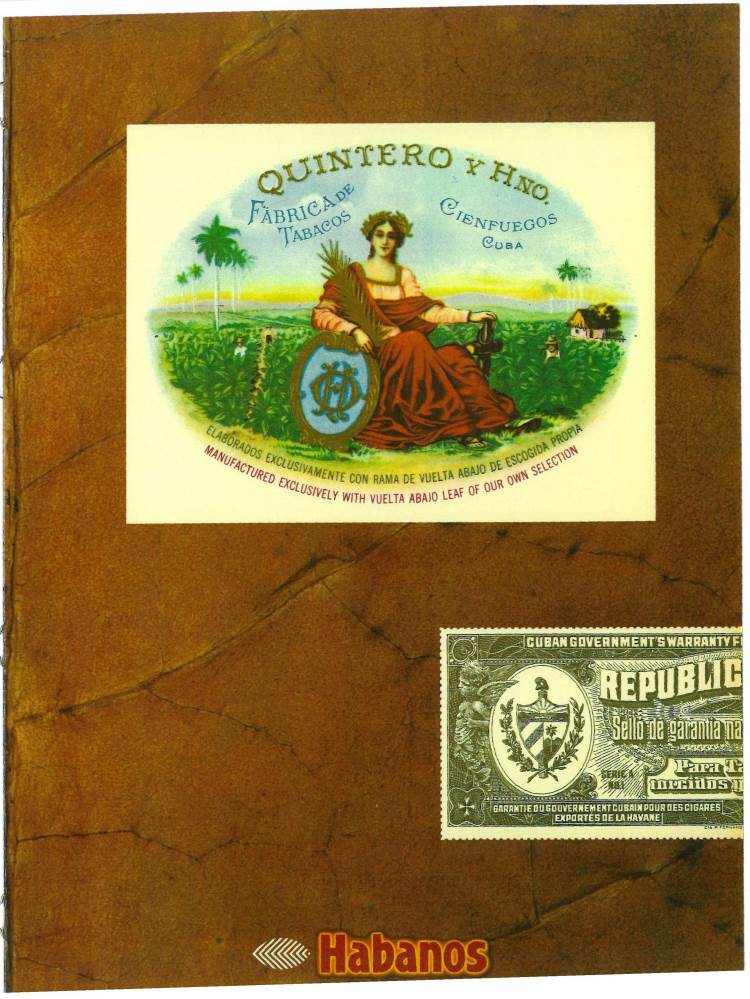 QUINTERO Y HNO.
FÁBRICA DE
TABACOS
CIENFUEGOS
CUBA
ELABORADOS EXCLUSIVAMENTE CON RAMA DE VUELTA ABAJO DE ESCOGIDA PROPIA
MANUFACTURED EXCLUSIVELY WITH VUELTA ABAJO LEAF OF OUR OWN SELECTION
CUBAN GOVERNMENT'S WARRANTY F
REPUBLIC
Sello de garantia na
Para Ta
torcidos y
SERIE A
GARANTIE DU GOUVERNEMENT CUBAIN POUR DES CIGARES
EXPORTÉS DE LA HAVANE
Habanos